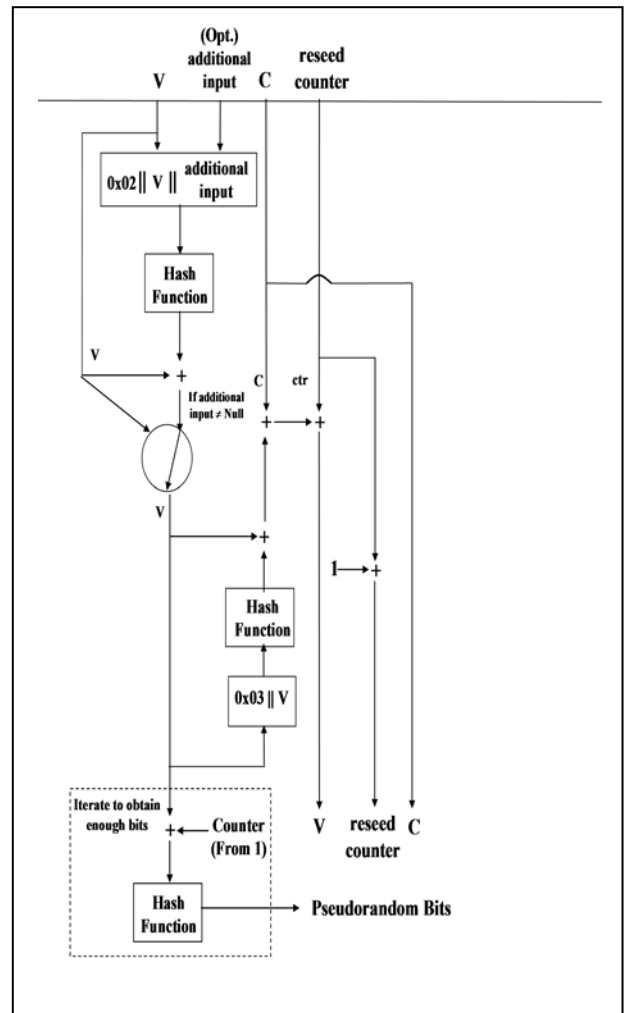 (Opt.)
additional
input
V
C
reseed
counter
0x02 || V ||
additional
input
Hash
Function
V
+
If additional
input ≠ Null
C
ctr
+
+
V
+
1
+
Hash
Function
0x03 || V
Iterate to obtain
enough bits
+
Counter
(From 1)
V
reseed
counter
C
Hash
Function
Pseudorandom Bits